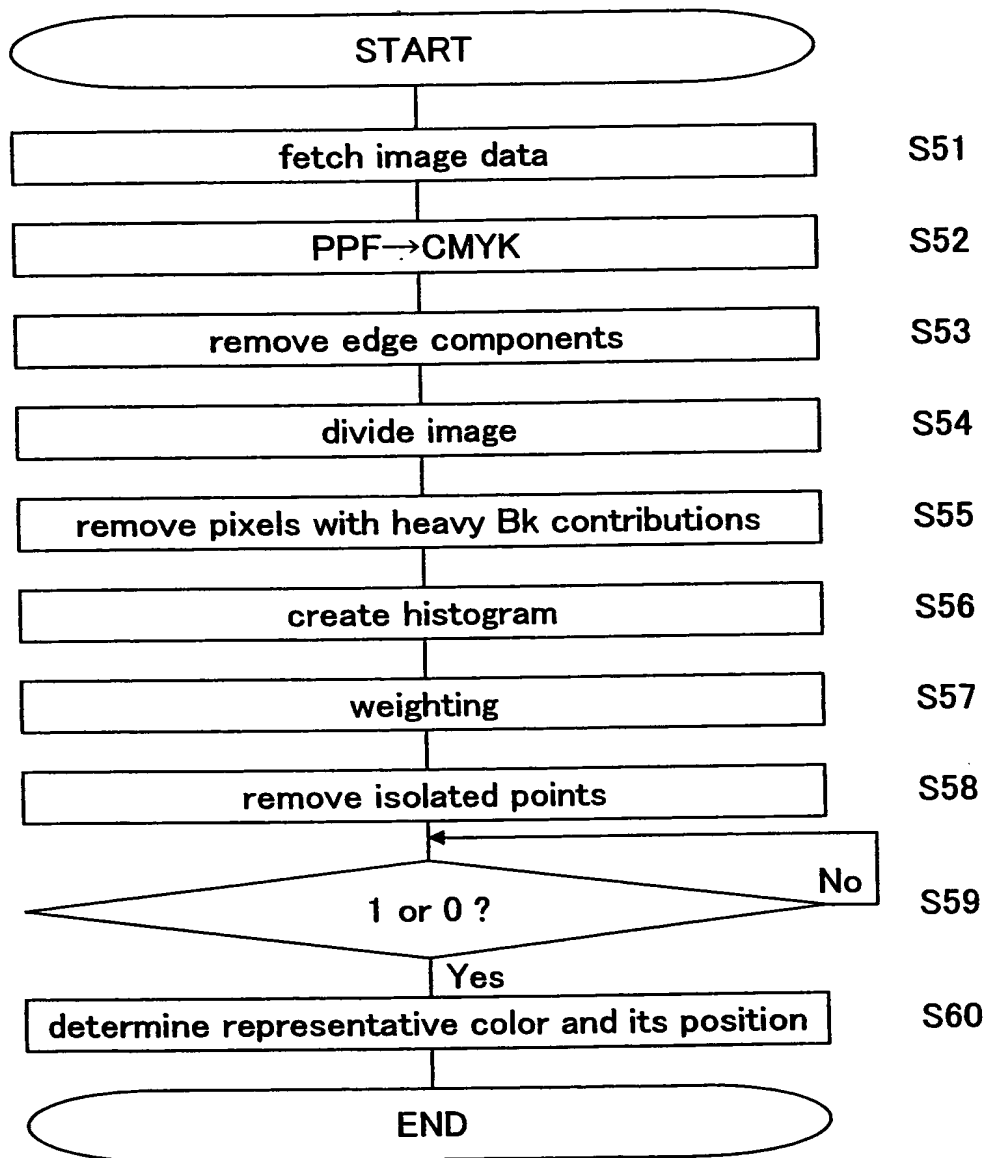 START
fetch image data S51
PPF→CMYK S52
remove edge components S53
divide image S54
remove pixels with heavy Bk contributions S55
create histogram S56
weighting S57
remove isolated points S58
No
1 or 0 ? S59
Yes
determine representative color and its position S60
END